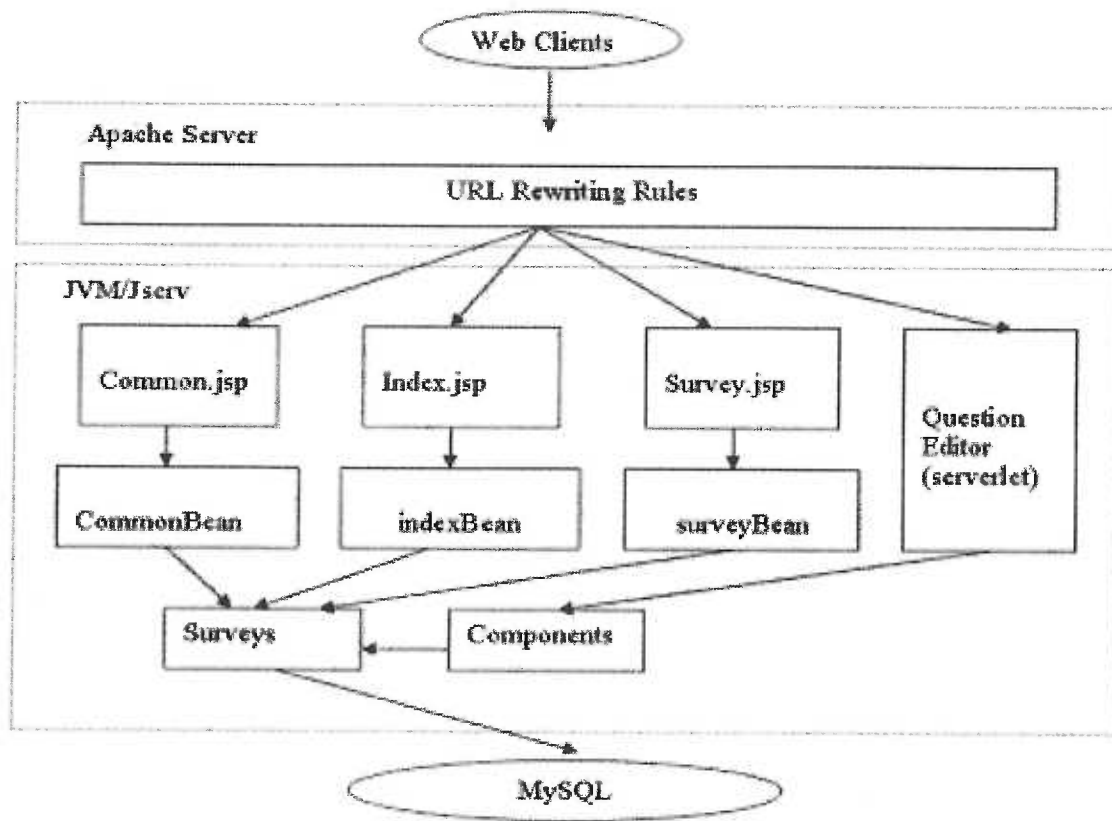 Web Clients
Apache Server
URL Rewriting Rules
JVM/Jserv
Common.jsp
Index.jsp
Survey.jsp
Question
Editor
(serverlet)
CommonBean
indexBean
surveyBean
Surveys
Components
MySQL